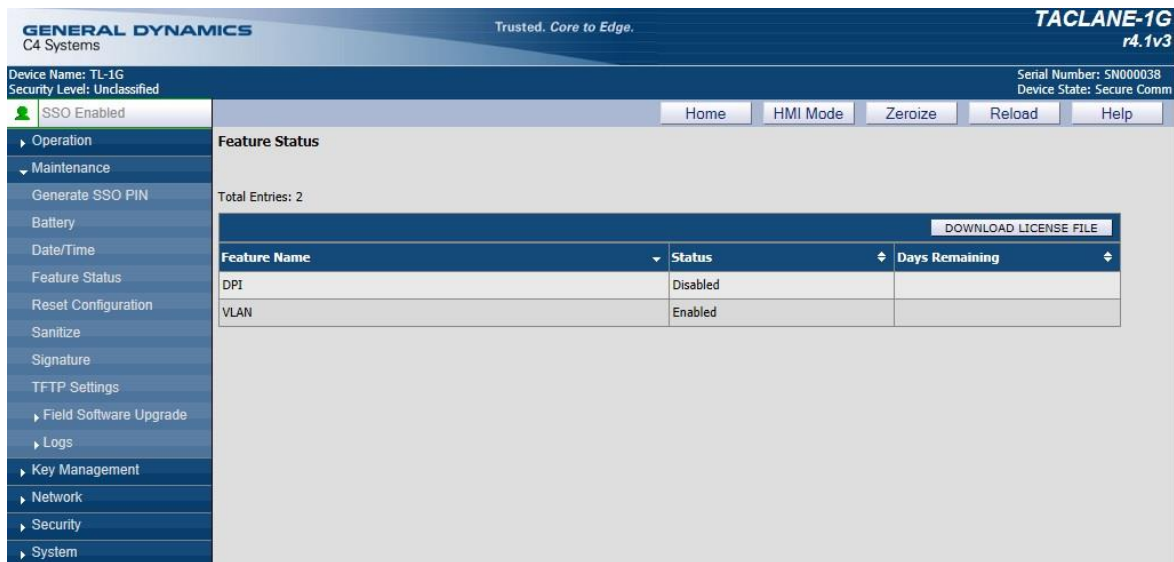 GENERAL DYNAMICS
C4 Systems
Trusted. Core to Edge.
TACLANE-1G
r4.1v3
Device Name: TL-1G
Security Level: Unclassified
Serial Number: SN000038
Device State: Secure Comm
SSO Enabled
Home HMI Mode Zeroize Reload Help
Operation
Maintenance
Generate SSO PIN
Battery
Date/Time
Feature Status
Reset Configuration
Sanitize
Signature
TFTP Settings
Field Software Upgrade
Logs
Key Management
Network
Security
System
Feature Status
Total Entries: 2
DOWNLOAD LICENSE FILE
Feature Name Status Days Remaining
DPI Disabled
VLAN Enabled